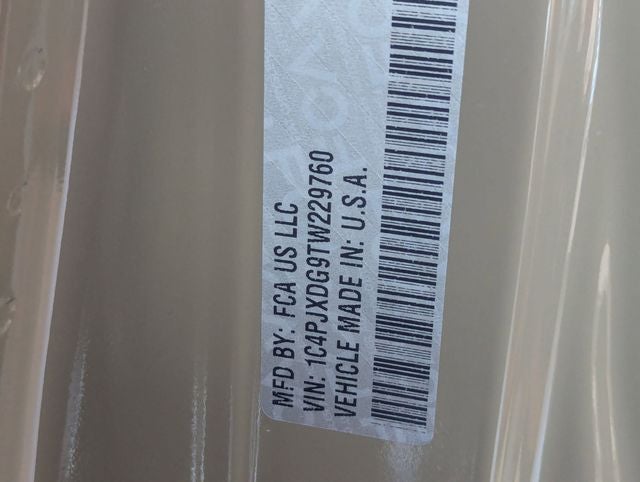 MFD BY: FCA US LLC
VIN: 1C4PJXDG9TW229760
VEHICLE MADE IN: U.S.A.